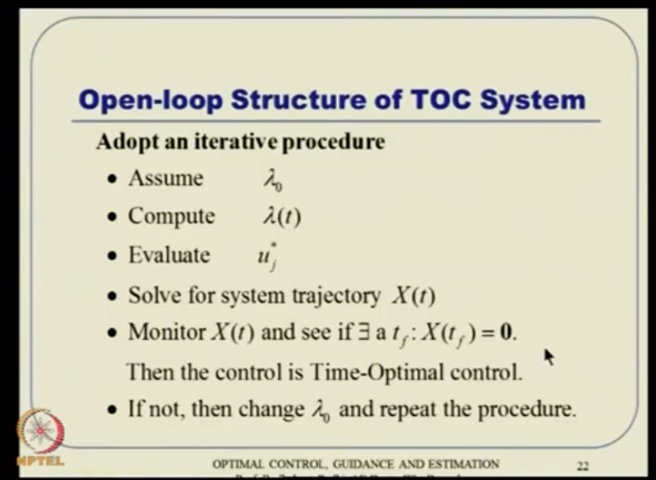 Open-loop Structure of TOC System
Adopt an iterative procedure
• Assume λ₀
• Compute λ(t)
• Evaluate u*ⱼ
• Solve for system trajectory X(t)
• Monitor X(t) and see if ∃ a t_f : X(t_f) = 0.
Then the control is Time-Optimal control.
• If not, then change λ₀ and repeat the procedure.
NPTEL
OPTIMAL CONTROL, GUIDANCE AND ESTIMATION 22